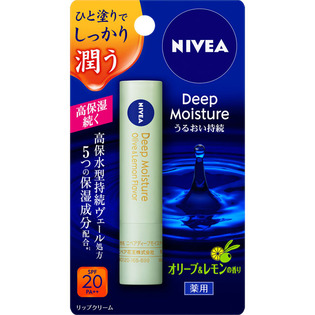 ひと塗りで
しっかり
潤う
NIVEA
Deep
Moisture
うるおい持続
高保湿
続く
高保水型持続ヴェール処方
5つの保湿成分配合
NIVEA
Deep Moisture
Olive&Lemon Flavor
SPF
20
PA++
オリーブ&レモンの香り
薬用
リップクリーム